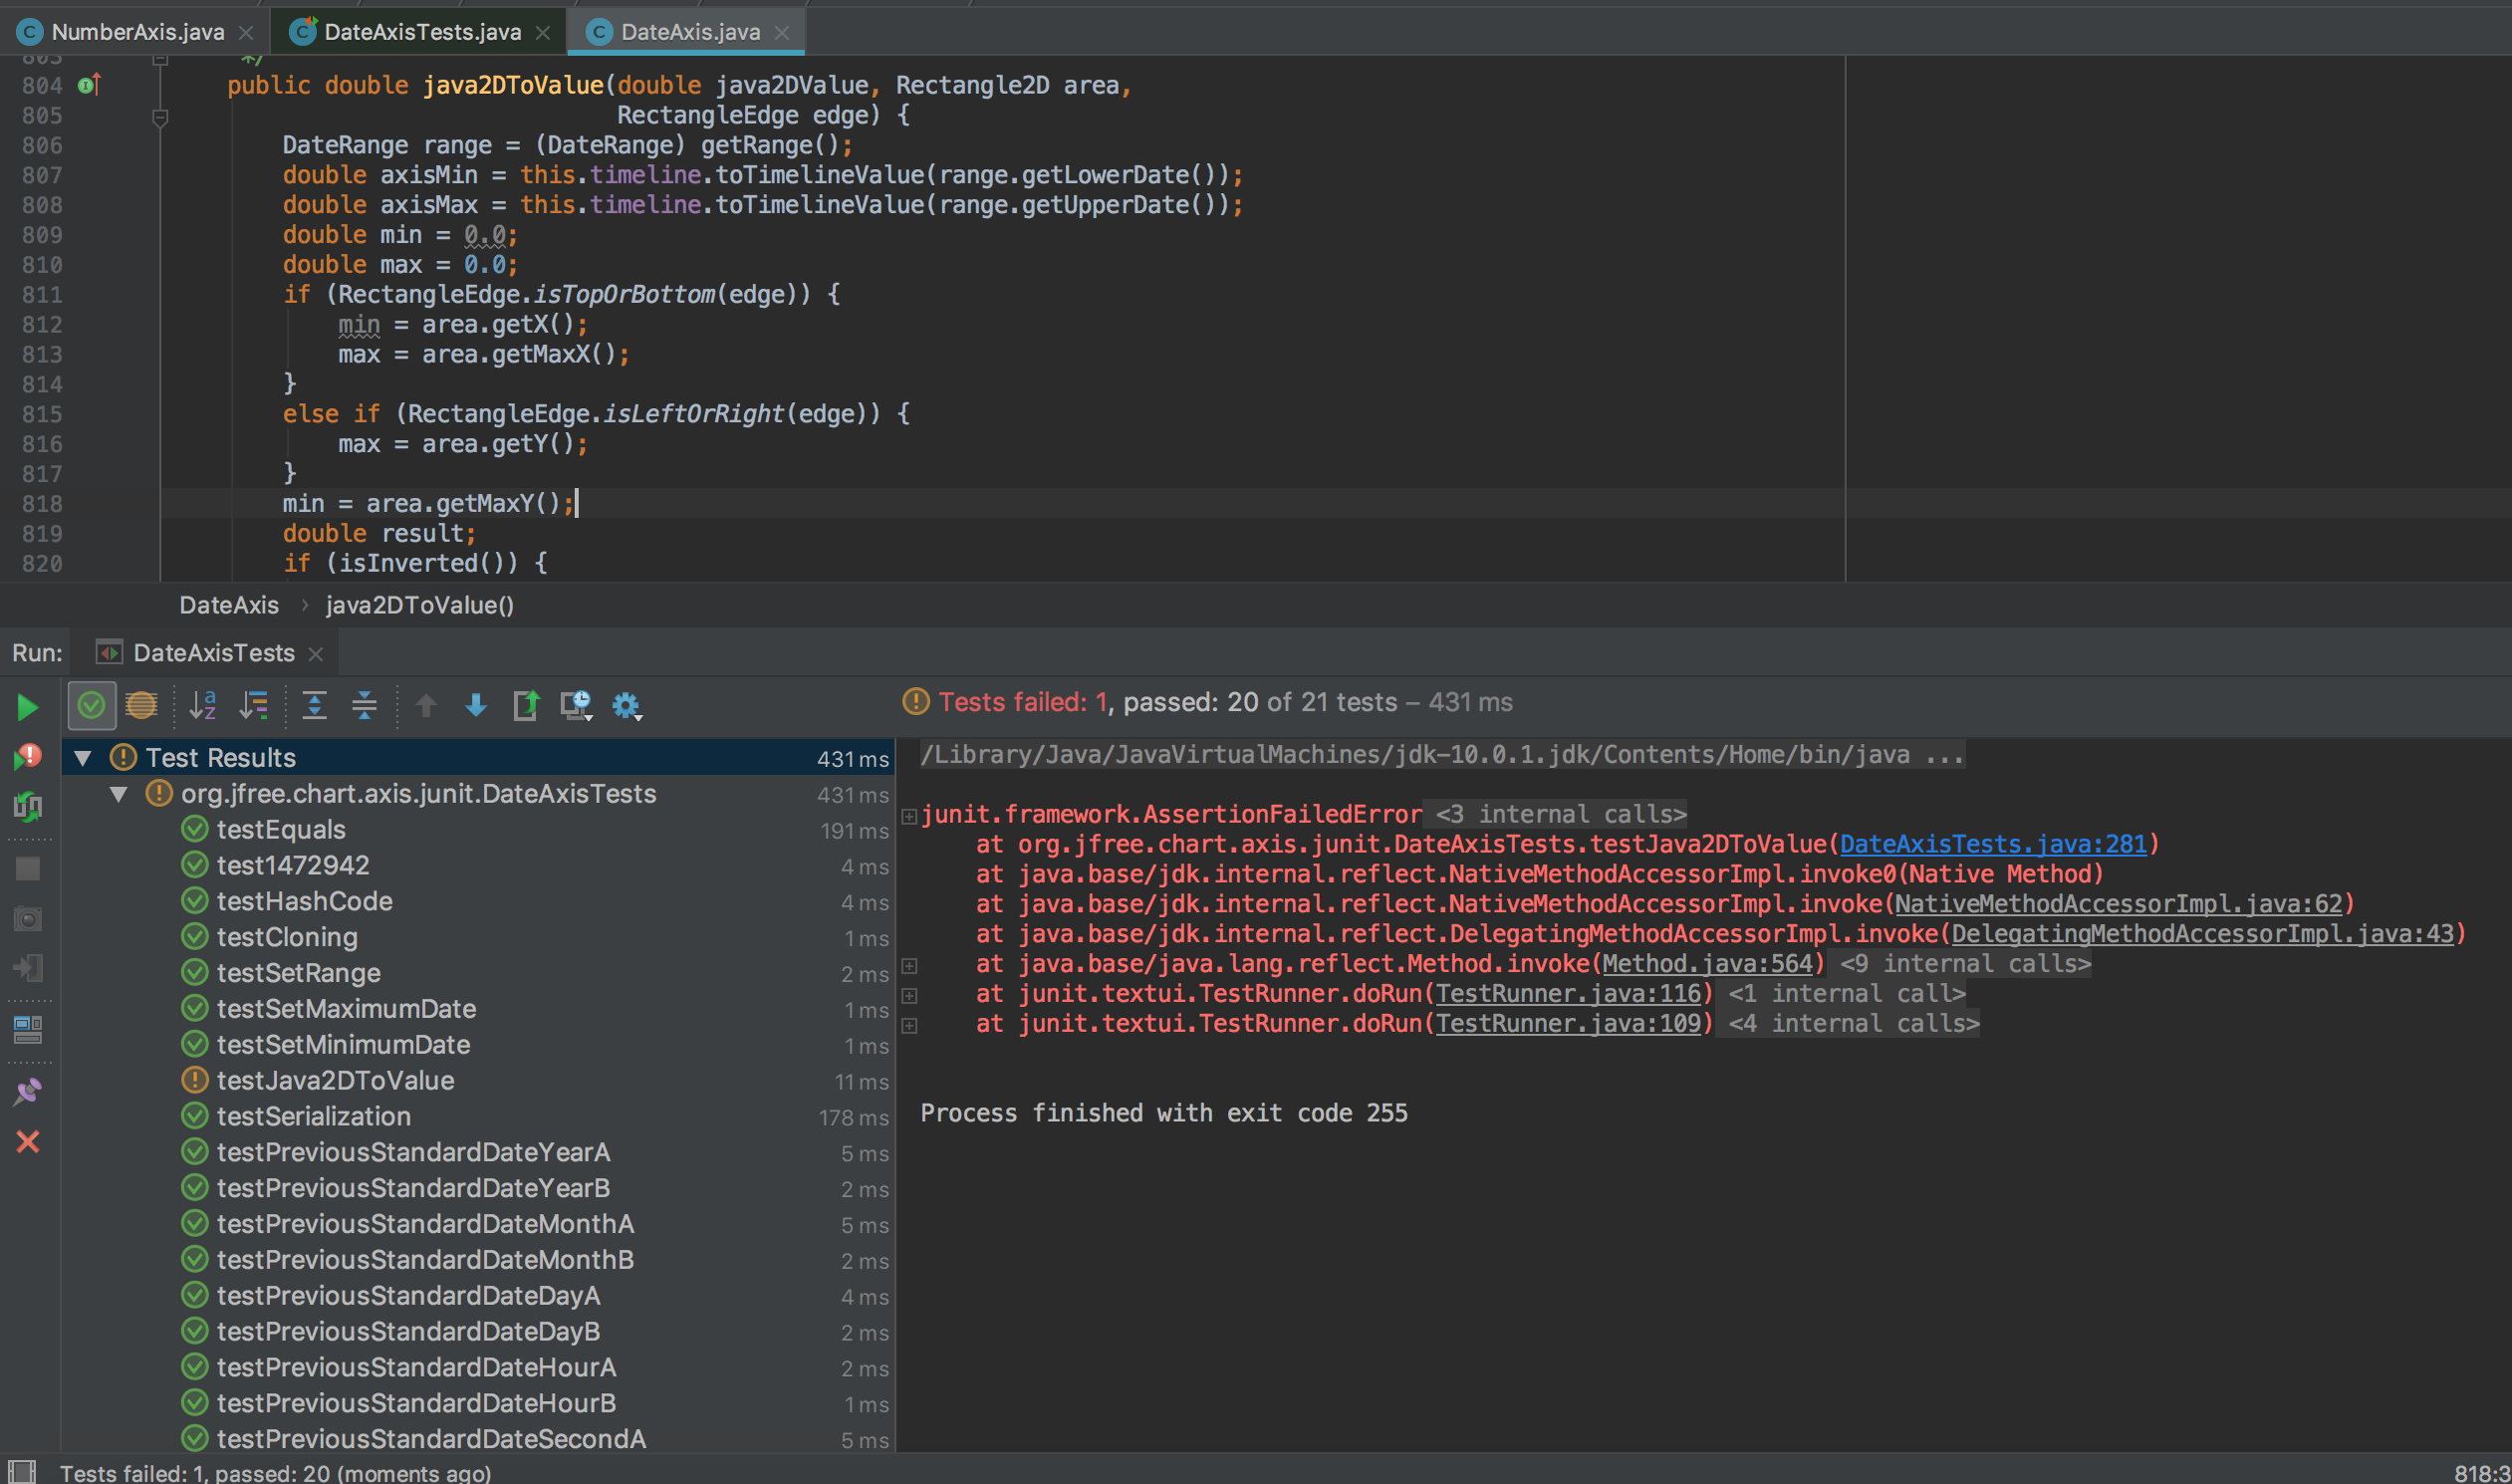 NumberAxis.java
DateAxisTests.java
DateAxis.java
803 */
804 public double java2DToValue(double java2DValue, Rectangle2D area,
805 RectangleEdge edge) {
806 DateRange range = (DateRange) getRange();
807 double axisMin = this.timeline.toTimelineValue(range.getLowerDate());
808 double axisMax = this.timeline.toTimelineValue(range.getUpperDate());
809 double min = 0.0;
810 double max = 0.0;
811 if (RectangleEdge.isTopOrBottom(edge)) {
812 min = area.getX();
813 max = area.getMaxX();
814 }
815 else if (RectangleEdge.isLeftOrRight(edge)) {
816 max = area.getY();
817 }
818 min = area.getMaxY();
819 double result;
820 if (isInverted()) {
DateAxis › java2DToValue()
Run: DateAxisTests
Tests failed: 1, passed: 20 of 21 tests – 431 ms
Test Results 431 ms
org.jfree.chart.axis.junit.DateAxisTests 431 ms
testEquals 191 ms
test1472942 4 ms
testHashCode 4 ms
testCloning 1 ms
testSetRange 2 ms
testSetMaximumDate 1 ms
testSetMinimumDate 1 ms
testJava2DToValue 11 ms
testSerialization 178 ms
testPreviousStandardDateYearA 5 ms
testPreviousStandardDateYearB 2 ms
testPreviousStandardDateMonthA 5 ms
testPreviousStandardDateMonthB 2 ms
testPreviousStandardDateDayA 4 ms
testPreviousStandardDateDayB 2 ms
testPreviousStandardDateHourA 2 ms
testPreviousStandardDateHourB 1 ms
testPreviousStandardDateSecondA 5 ms
/Library/Java/JavaVirtualMachines/jdk-10.0.1.jdk/Contents/Home/bin/java ...
junit.framework.AssertionFailedError <3 internal calls>
at org.jfree.chart.axis.junit.DateAxisTests.testJava2DToValue(DateAxisTests.java:281)
at java.base/jdk.internal.reflect.NativeMethodAccessorImpl.invoke0(Native Method)
at java.base/jdk.internal.reflect.NativeMethodAccessorImpl.invoke(NativeMethodAccessorImpl.java:62)
at java.base/jdk.internal.reflect.DelegatingMethodAccessorImpl.invoke(DelegatingMethodAccessorImpl.java:43)
at java.base/java.lang.reflect.Method.invoke(Method.java:564) <9 internal calls>
at junit.textui.TestRunner.doRun(TestRunner.java:116) <1 internal call>
at junit.textui.TestRunner.doRun(TestRunner.java:109) <4 internal calls>
Process finished with exit code 255
Tests failed: 1, passed: 20 (moments ago)
818:3